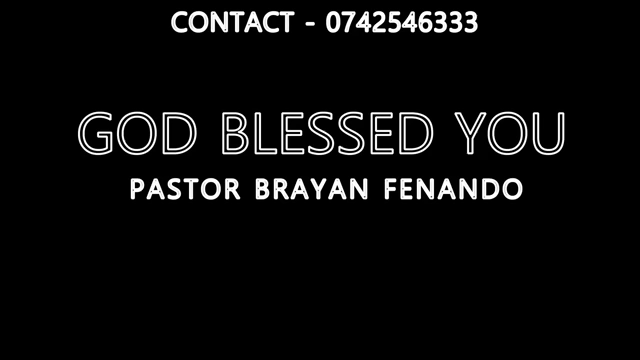 CONTACT - 0742546333
GOD BLESSED YOU
PASTOR BRAYAN FENANDO